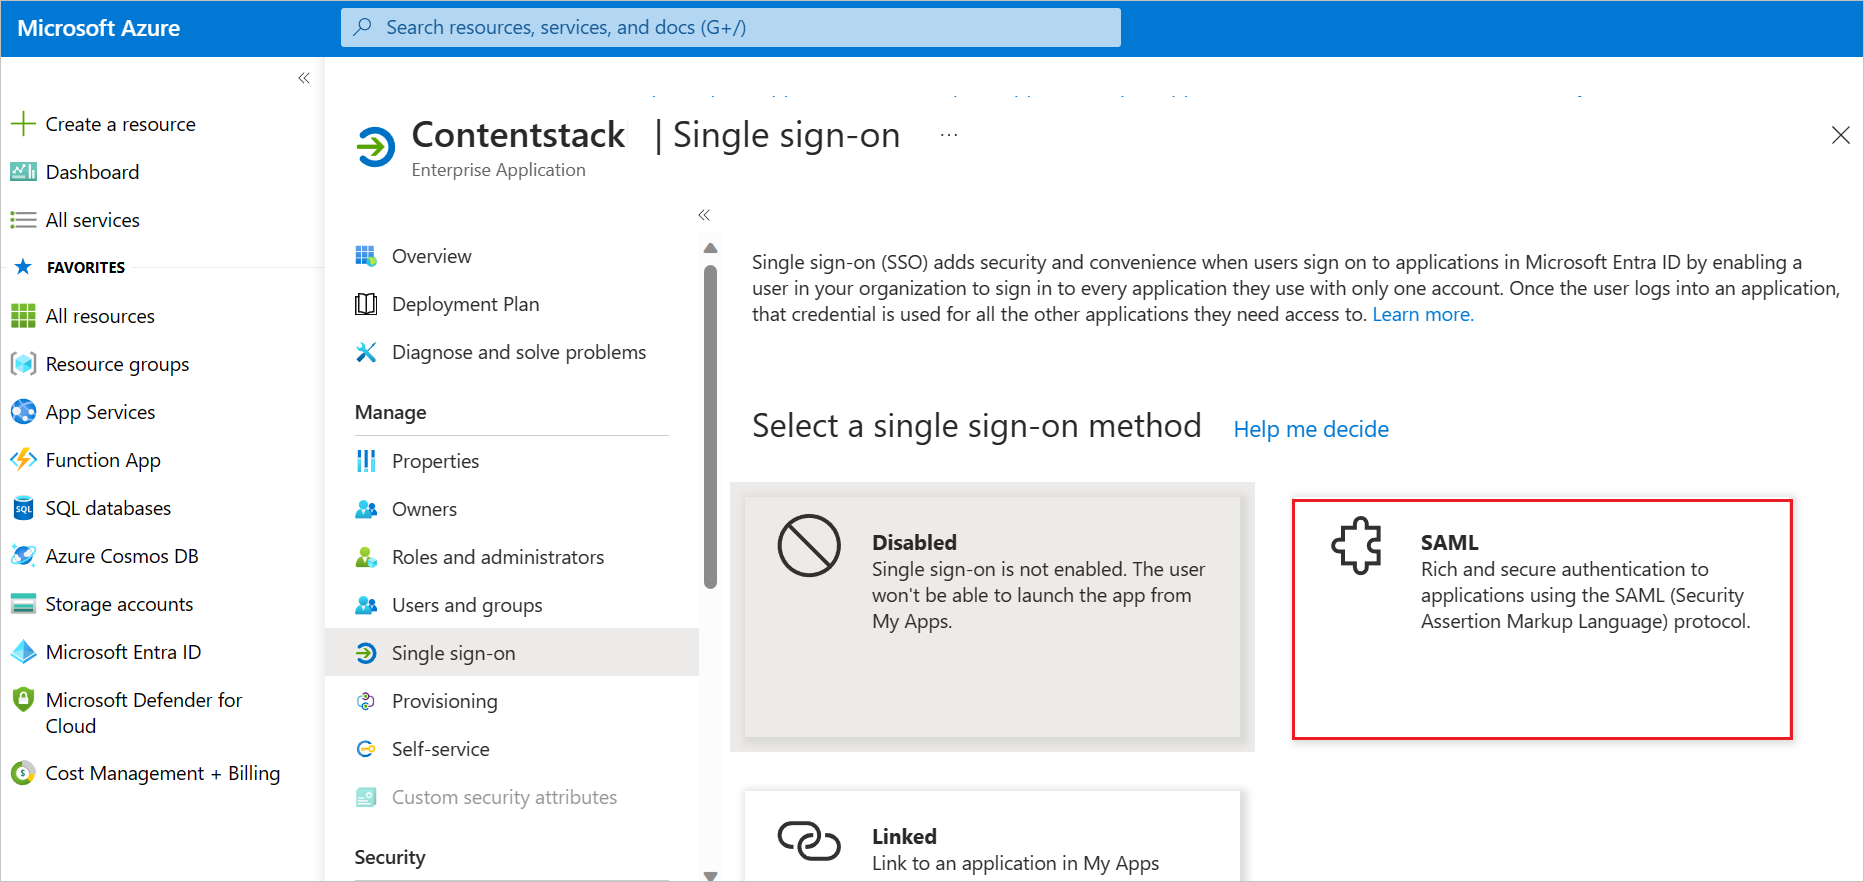 Microsoft Azure
Search resources, services, and docs (G+/)
Create a resource
Dashboard
All services
FAVORITES
All resources
Resource groups
App Services
Function App
SQL databases
Azure Cosmos DB
Storage accounts
Microsoft Entra ID
Microsoft Defender for
Cloud
Cost Management + Billing
Contentstack | Single sign-on ...
Enterprise Application
Overview
Deployment Plan
Diagnose and solve problems
Manage
Properties
Owners
Roles and administrators
Users and groups
Single sign-on
Provisioning
Self-service
Custom security attributes
Security
Single sign-on (SSO) adds security and convenience when users sign on to applications in Microsoft Entra ID by enabling a
user in your organization to sign in to every application they use with only one account. Once the user logs into an application,
that credential is used for all the other applications they need access to. Learn more.
Select a single sign-on method Help me decide
Disabled
Single sign-on is not enabled. The user
won't be able to launch the app from
My Apps.
SAML
Rich and secure authentication to
applications using the SAML (Security
Assertion Markup Language) protocol.
Linked
Link to an application in My Apps